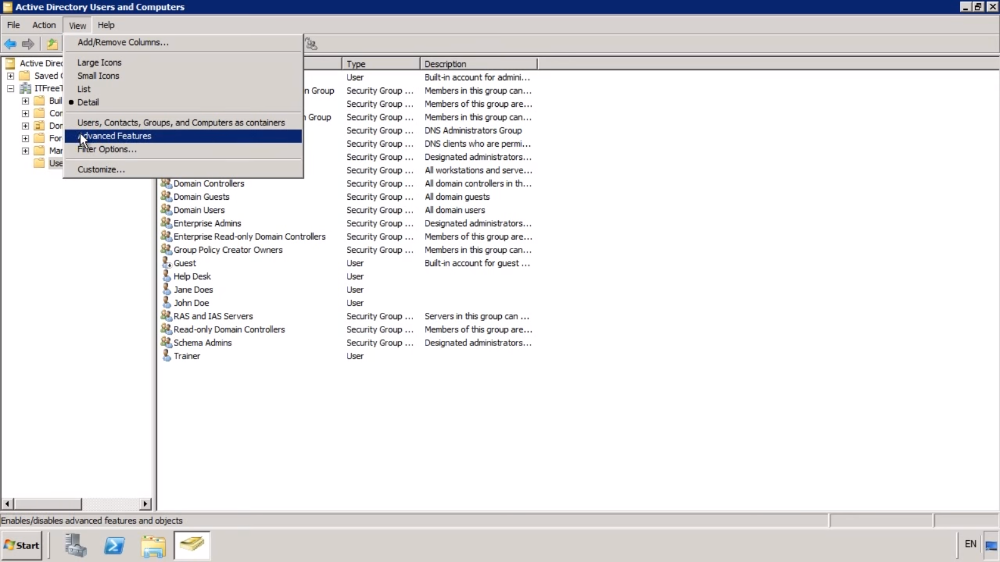 Active Directory Users and Computers
File Action View Help
Add/Remove Columns...
Large Icons
Small Icons
List
Detail
Users, Contacts, Groups, and Computers as containers
Advanced Features
Filter Options...
Customize...
Active Direc
Saved
ITFreeT
Buil
Con
Dom
For
Man
Use
Type Description
User Built-in account for admini...
n Group Security Group ... Members in this group can...
Security Group ... Members of this group are...
n Group Security Group ... Members in this group can...
Security Group ... DNS Administrators Group
Security Group ... DNS clients who are permi...
Security Group ... Designated administrators...
Security Group ... All workstations and serve...
Domain Controllers Security Group ... All domain controllers in th...
Domain Guests Security Group ... All domain guests
Domain Users Security Group ... All domain users
Enterprise Admins Security Group ... Designated administrators...
Enterprise Read-only Domain Controllers Security Group ... Members of this group are...
Group Policy Creator Owners Security Group ... Members in this group can...
Guest User Built-in account for guest ...
Help Desk User
Jane Does User
John Doe User
RAS and IAS Servers Security Group ... Servers in this group can ...
Read-only Domain Controllers Security Group ... Members of this group are...
Schema Admins Security Group ... Designated administrators...
Trainer User
Enables/disables advanced features and objects
Start EN